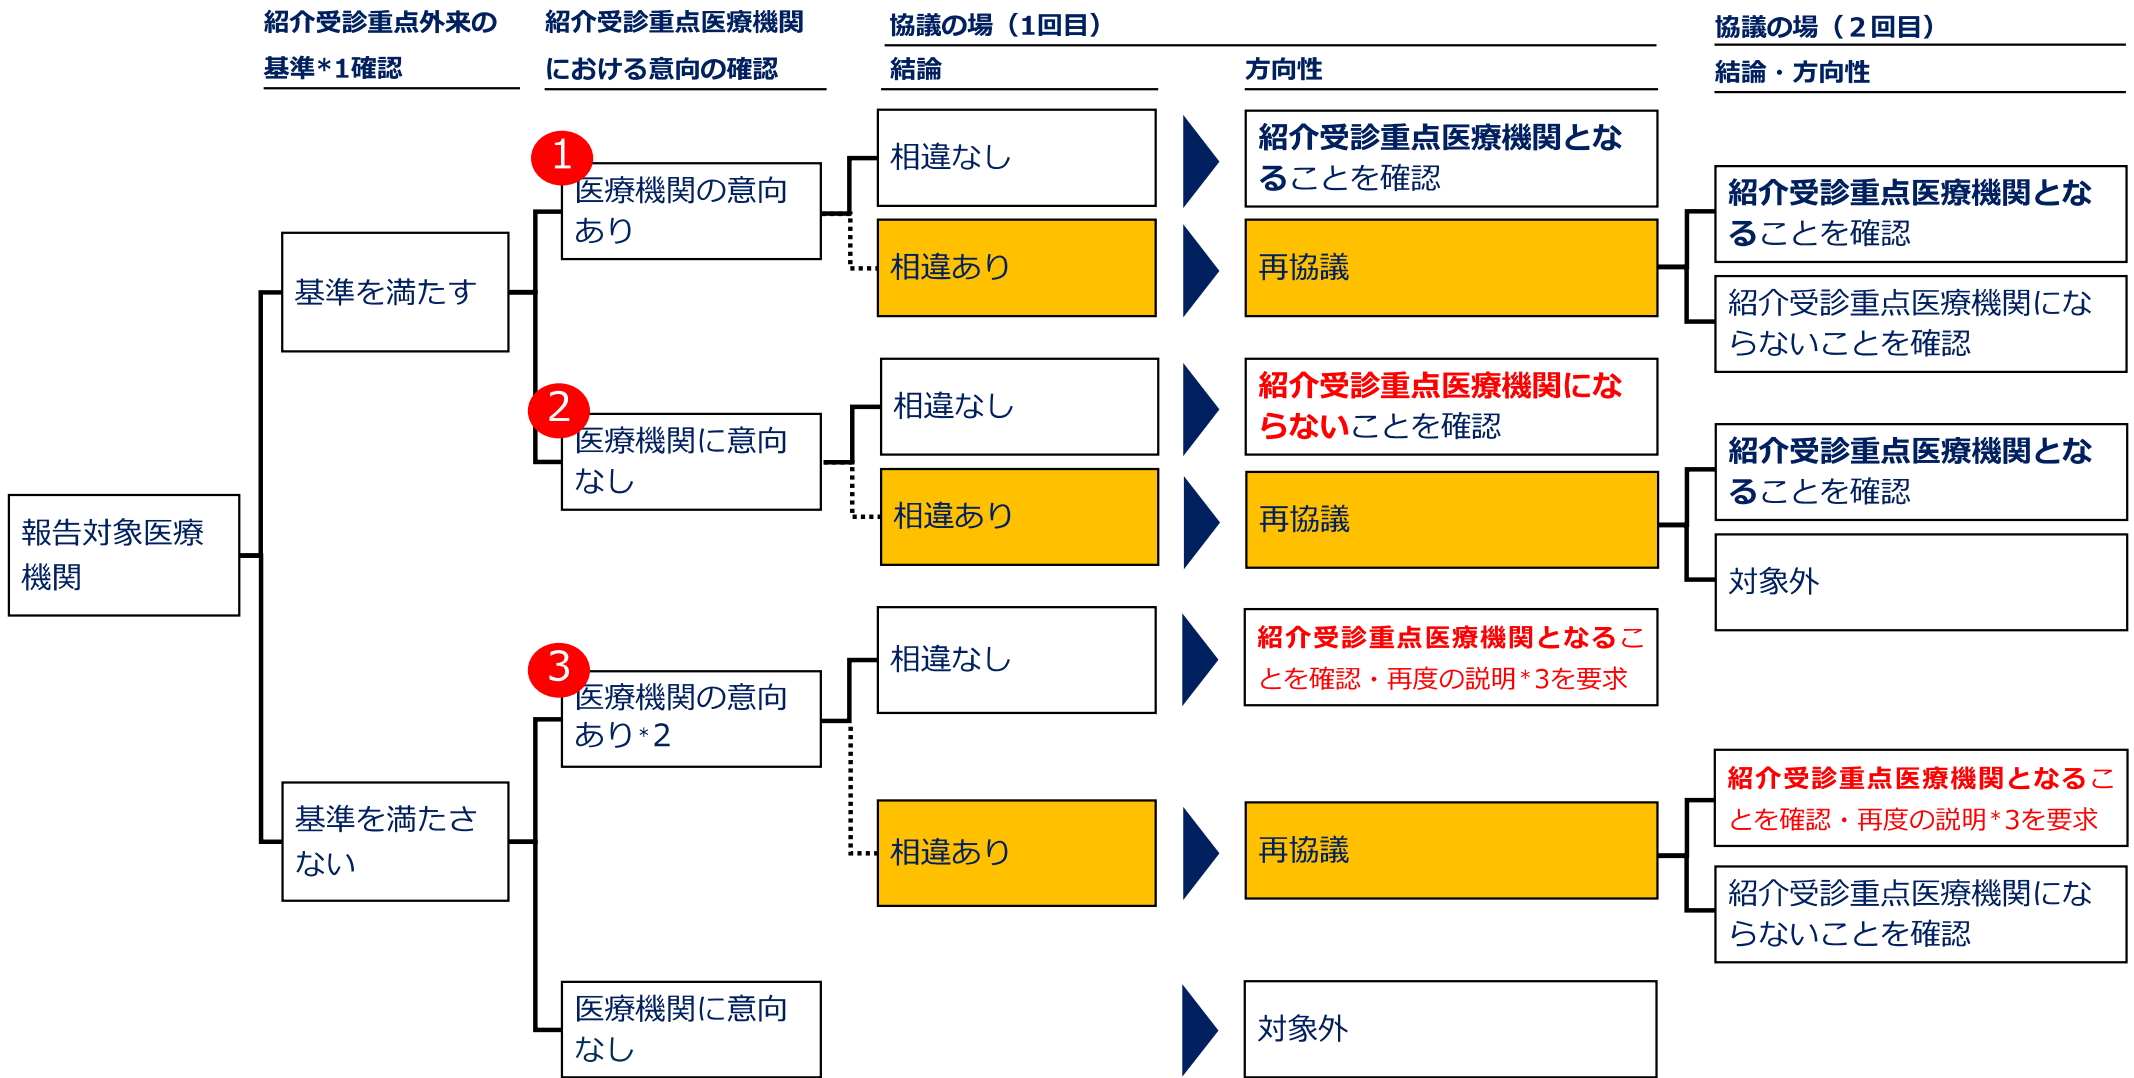 紹介受診重点外来の
基準*1確認
紹介受診重点医療機関
における意向の確認
協議の場（1回目）
結論
方向性
協議の場（２回目）
結論・方向性
報告対象医療
機関
基準を満たす
基準を満たさ
ない
1
医療機関の意向
あり
相違なし
紹介受診重点医療機関とな
ることを確認
相違あり
再協議
紹介受診重点医療機関とな
ることを確認
紹介受診重点医療機関にな
らないことを確認
2
医療機関に意向
なし
相違なし
紹介受診重点医療機関にな
らないことを確認
相違あり
再協議
紹介受診重点医療機関とな
ることを確認
対象外
3
医療機関の意向
あり*2
相違なし
紹介受診重点医療機関となるこ
とを確認・再度の説明*3を要求
相違あり
再協議
紹介受診重点医療機関となるこ
とを確認・再度の説明*3を要求
紹介受診重点医療機関にな
らないことを確認
医療機関に意向
なし
対象外